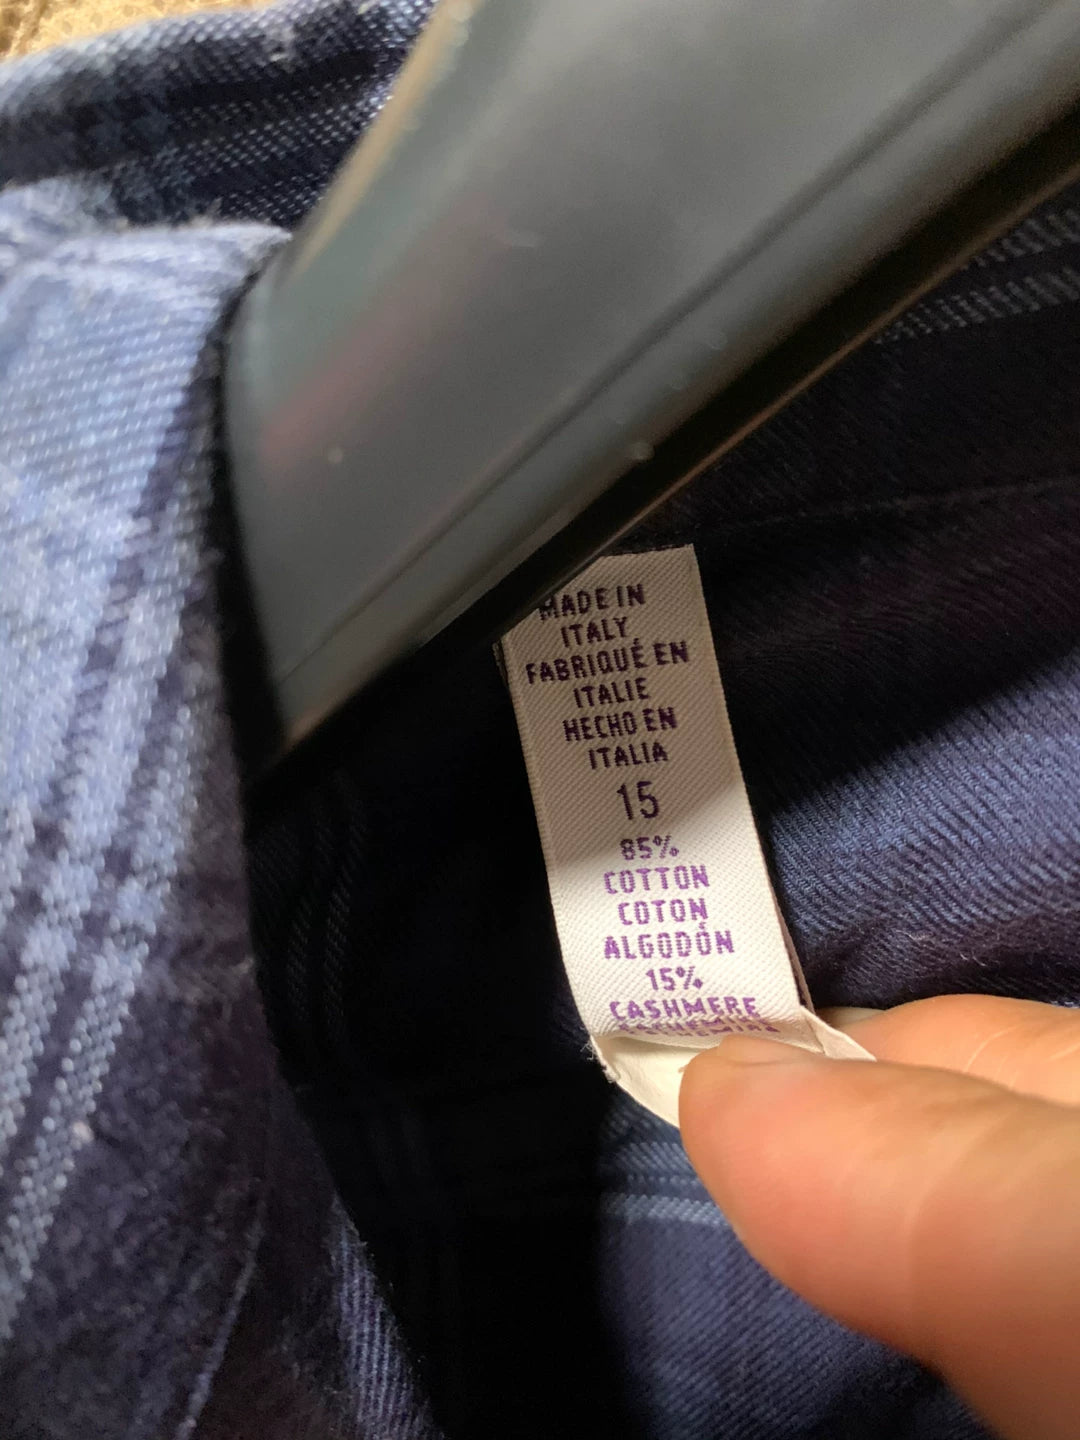 MADE IN
ITALY
FABRIQUÉ EN
ITALIE
HECHO EN
ITALIA
15
85%
COTTON
COTON
ALGODÓN
15%
CASHMERE